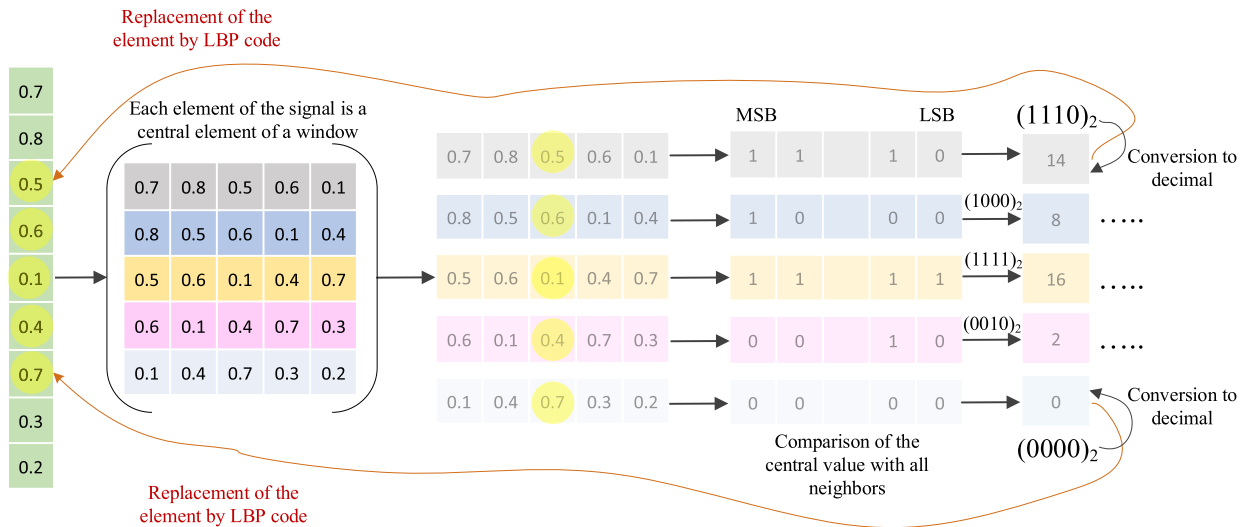 Replacement of the
element by LBP code
0.7
0.8
0.5
0.6
0.1
0.4
0.7
0.3
0.2
Each element of the signal is a
central element of a window
0.7 0.8 0.5 0.6 0.1
0.8 0.5 0.6 0.1 0.4
0.5 0.6 0.1 0.4 0.7
0.6 0.1 0.4 0.7 0.3
0.1 0.4 0.7 0.3 0.2
MSB LSB
0.7 0.8 0.5 0.6 0.1 1 1 1 0 (1110)2 14
Conversion to
decimal
0.8 0.5 0.6 0.1 0.4 1 0 0 0 (1000)2 8 .....
0.5 0.6 0.1 0.4 0.7 1 1 1 1 (1111)2 16 .....
0.6 0.1 0.4 0.7 0.3 0 0 1 0 (0010)2 2 .....
0.1 0.4 0.7 0.3 0.2 0 0 0 0 0
Conversion to
decimal
(0000)2
Comparison of the
central value with all
neighbors
Replacement of the
element by LBP code